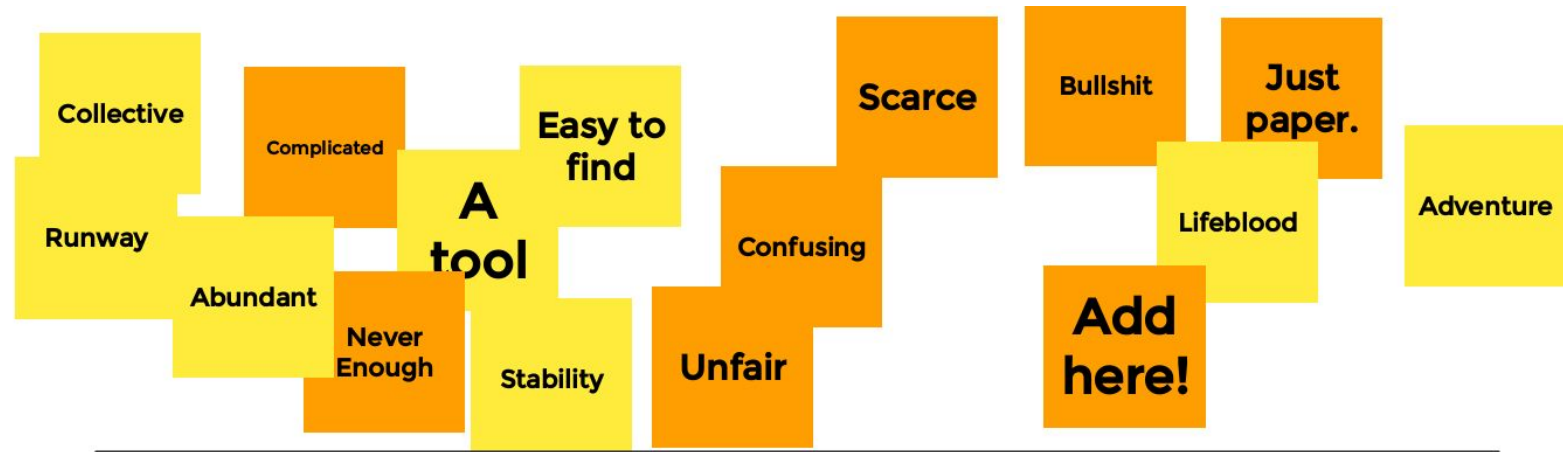 Collective
Complicated
Easy to
find
Scarce
Bullshit
Just
paper.
Runway
A
tool
Confusing
Lifeblood
Adventure
Abundant
Never
Enough
Stability
Unfair
Add
here!